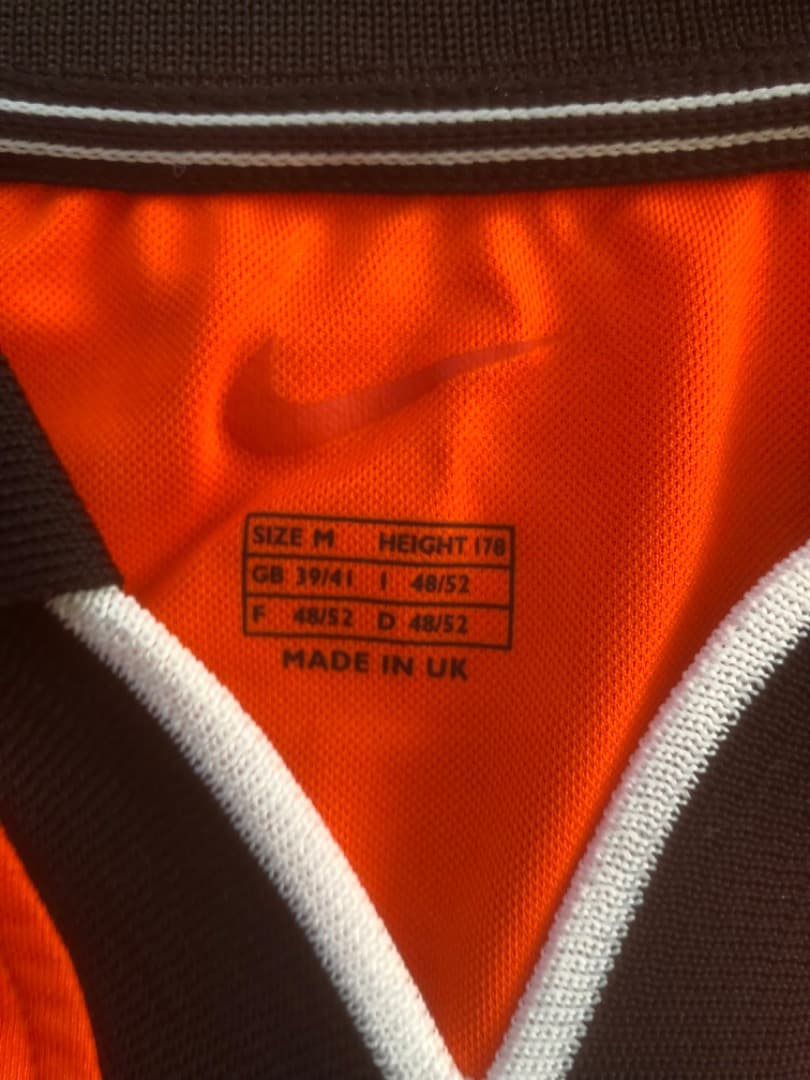 SIZE M HEIGHT 178
GB 39/41 I 48/52
F 48/52 D 48/52
MADE IN UK